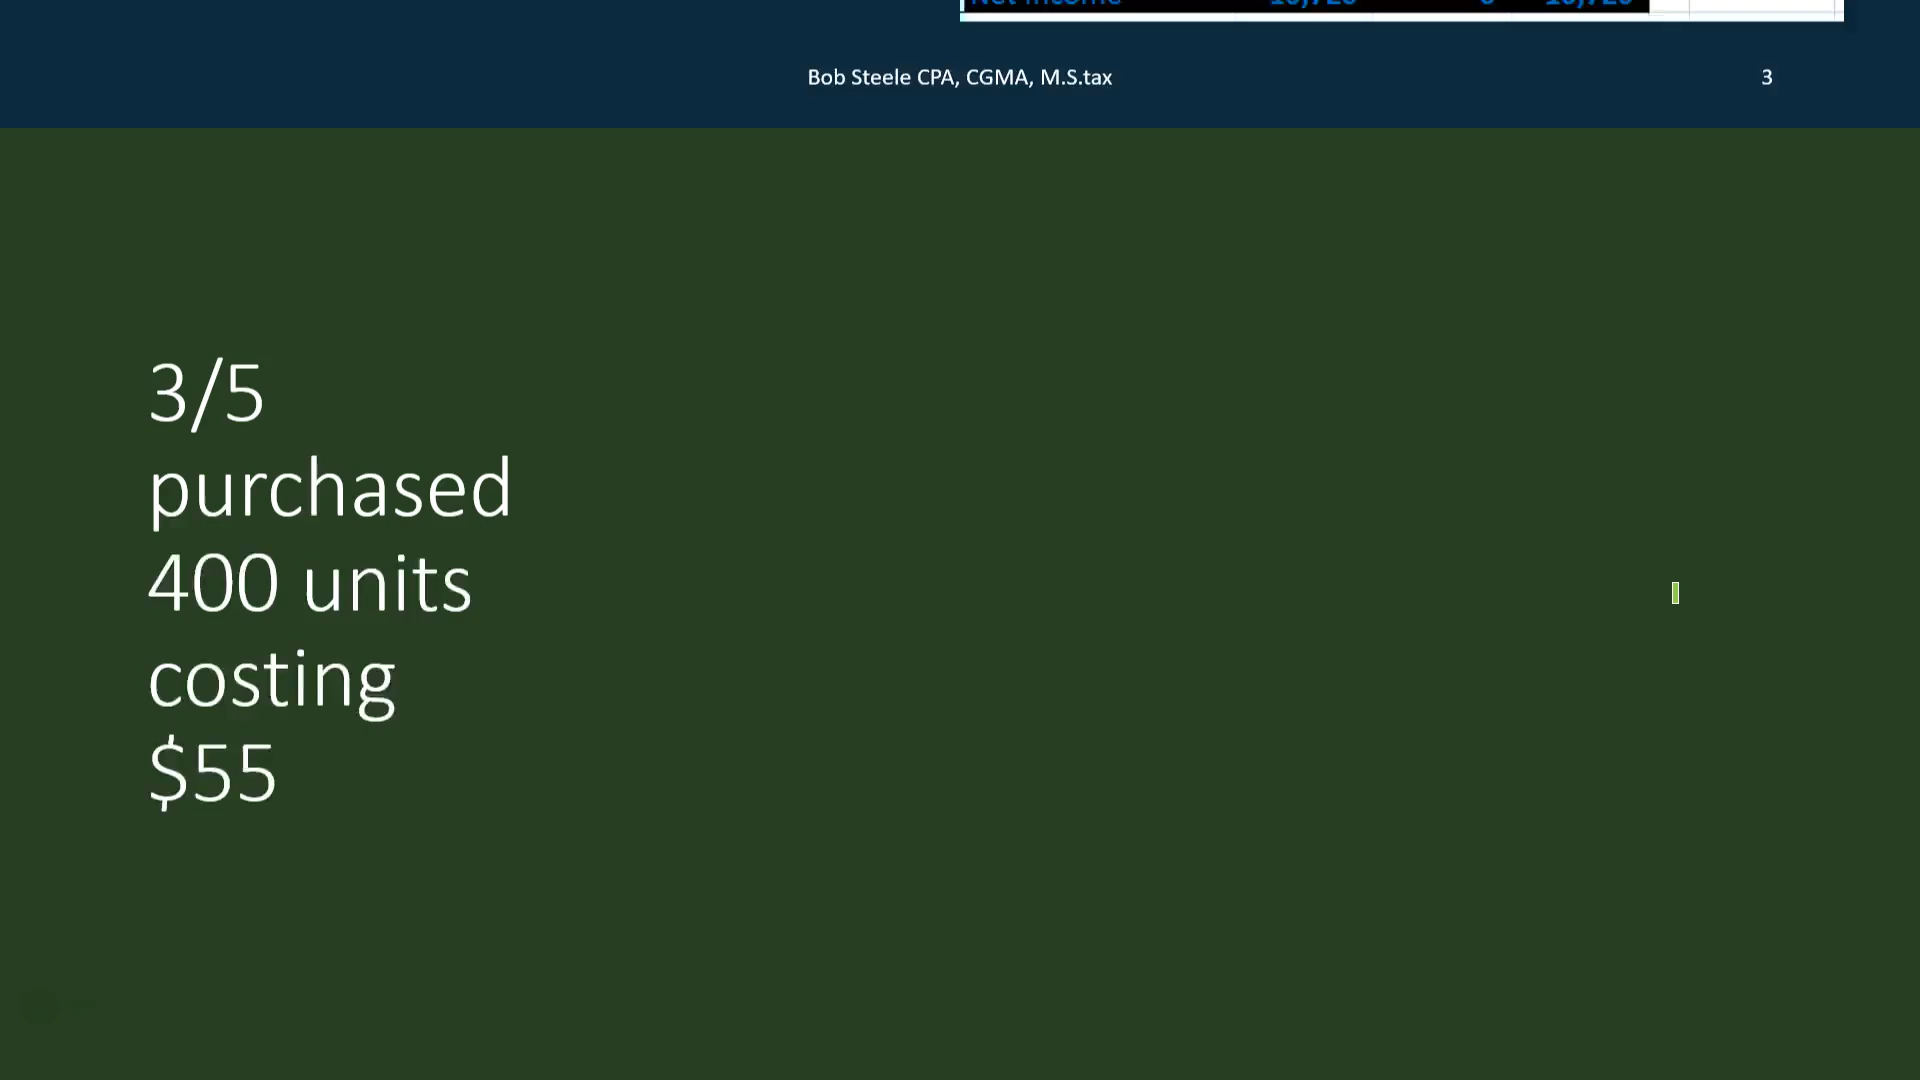 Bob Steele CPA, CGMA, M.S.tax
3
3/5
purchased
400 units
costing
$55